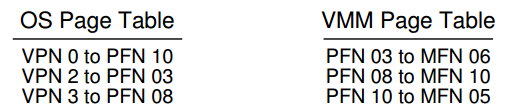 OS Page Table
VPN 0 to PFN 10
VPN 2 to PFN 03
VPN 3 to PFN 08
VMM Page Table
PFN 03 to MFN 06
PFN 08 to MFN 10
PFN 10 to MFN 05